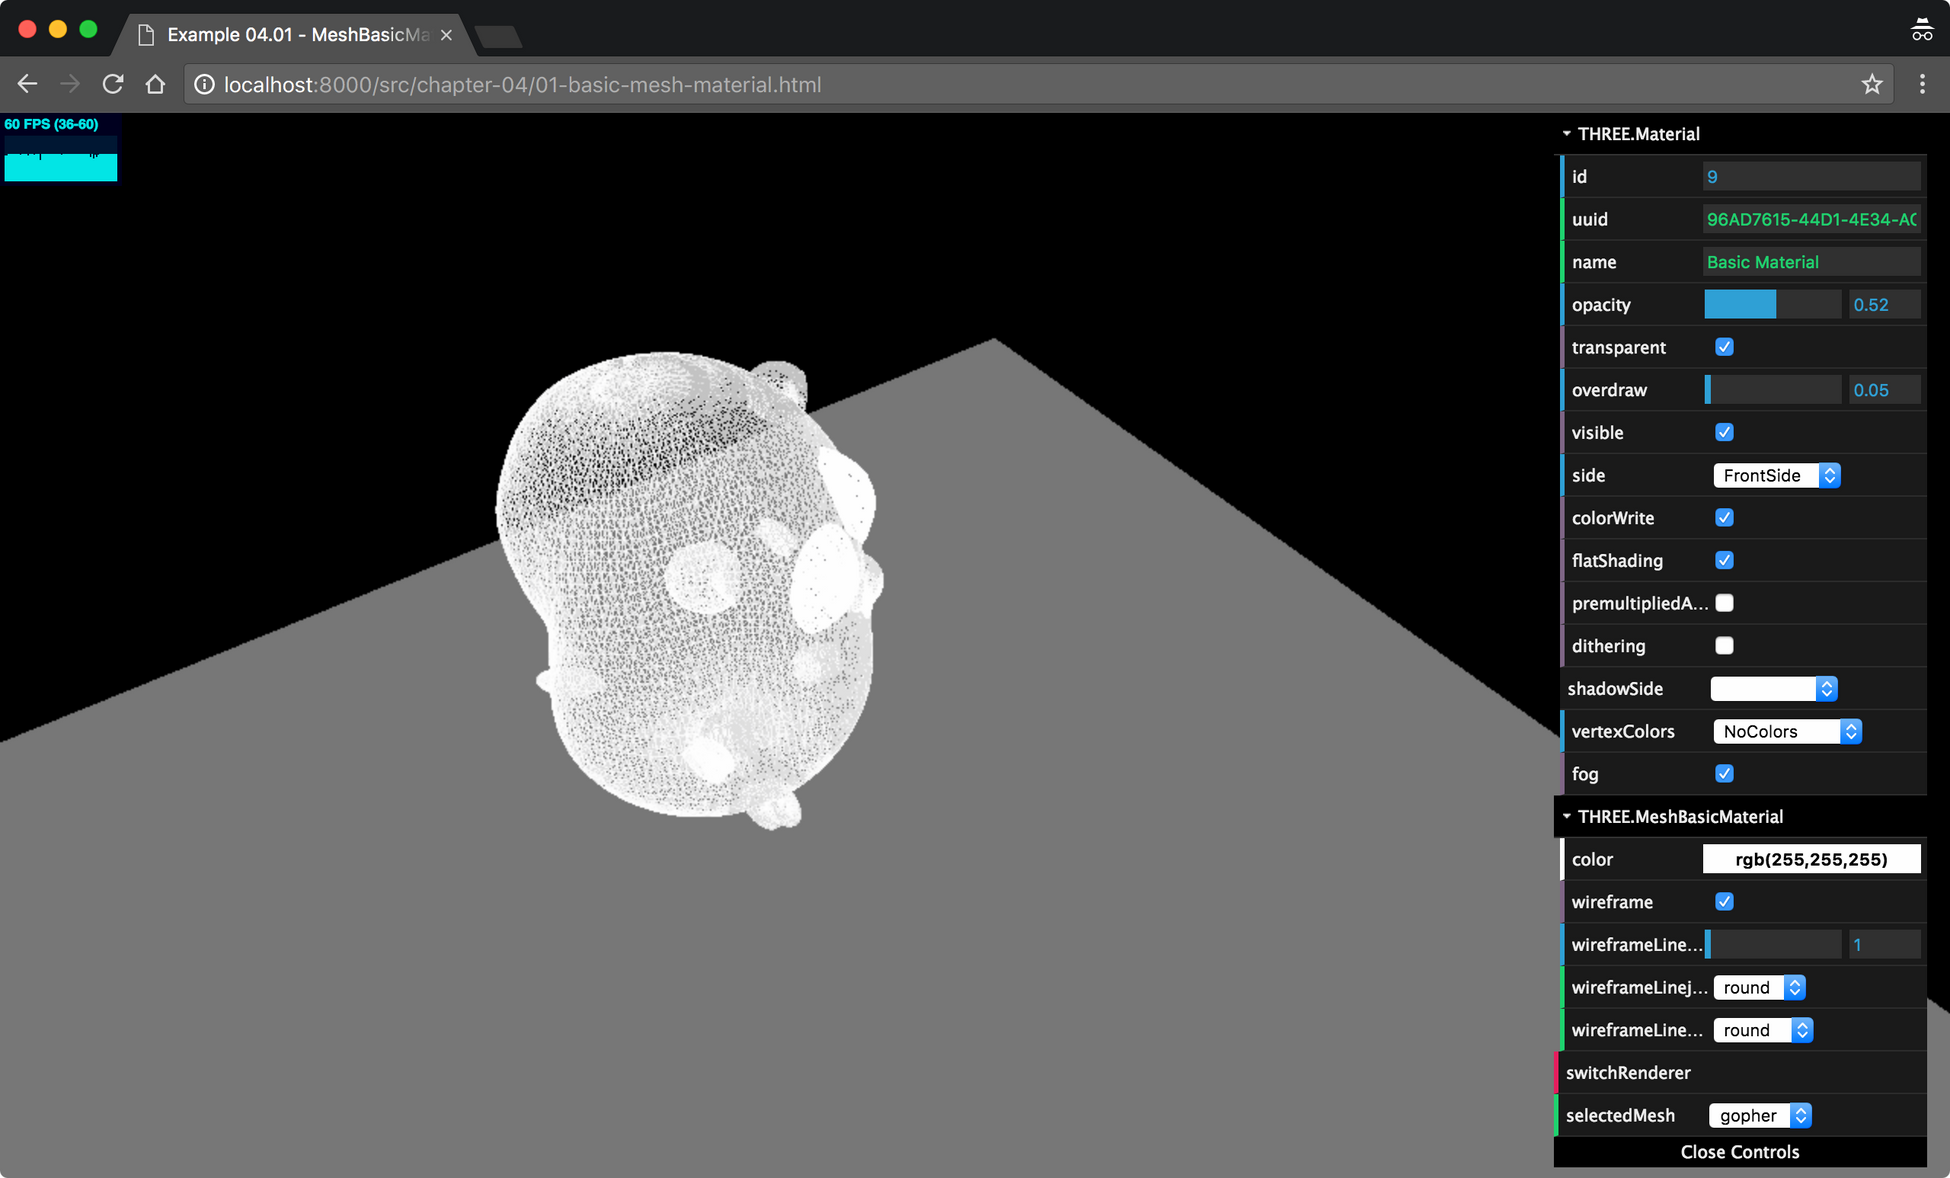 Example 04.01 - MeshBasicMa
localhost:8000/src/chapter-04/01-basic-mesh-material.html
60 FPS (36-60)
THREE.Material
id 9
uuid 96AD7615-44D1-4E34-AC
name Basic Material
opacity 0.52
transparent
overdraw 0.05
visible
side FrontSide
colorWrite
flatShading
premultipliedA...
dithering
shadowSide
vertexColors NoColors
fog
THREE.MeshBasicMaterial
color rgb(255,255,255)
wireframe
wireframeLine... 1
wireframeLinej... round
wireframeLine... round
switchRenderer
selectedMesh gopher
Close Controls